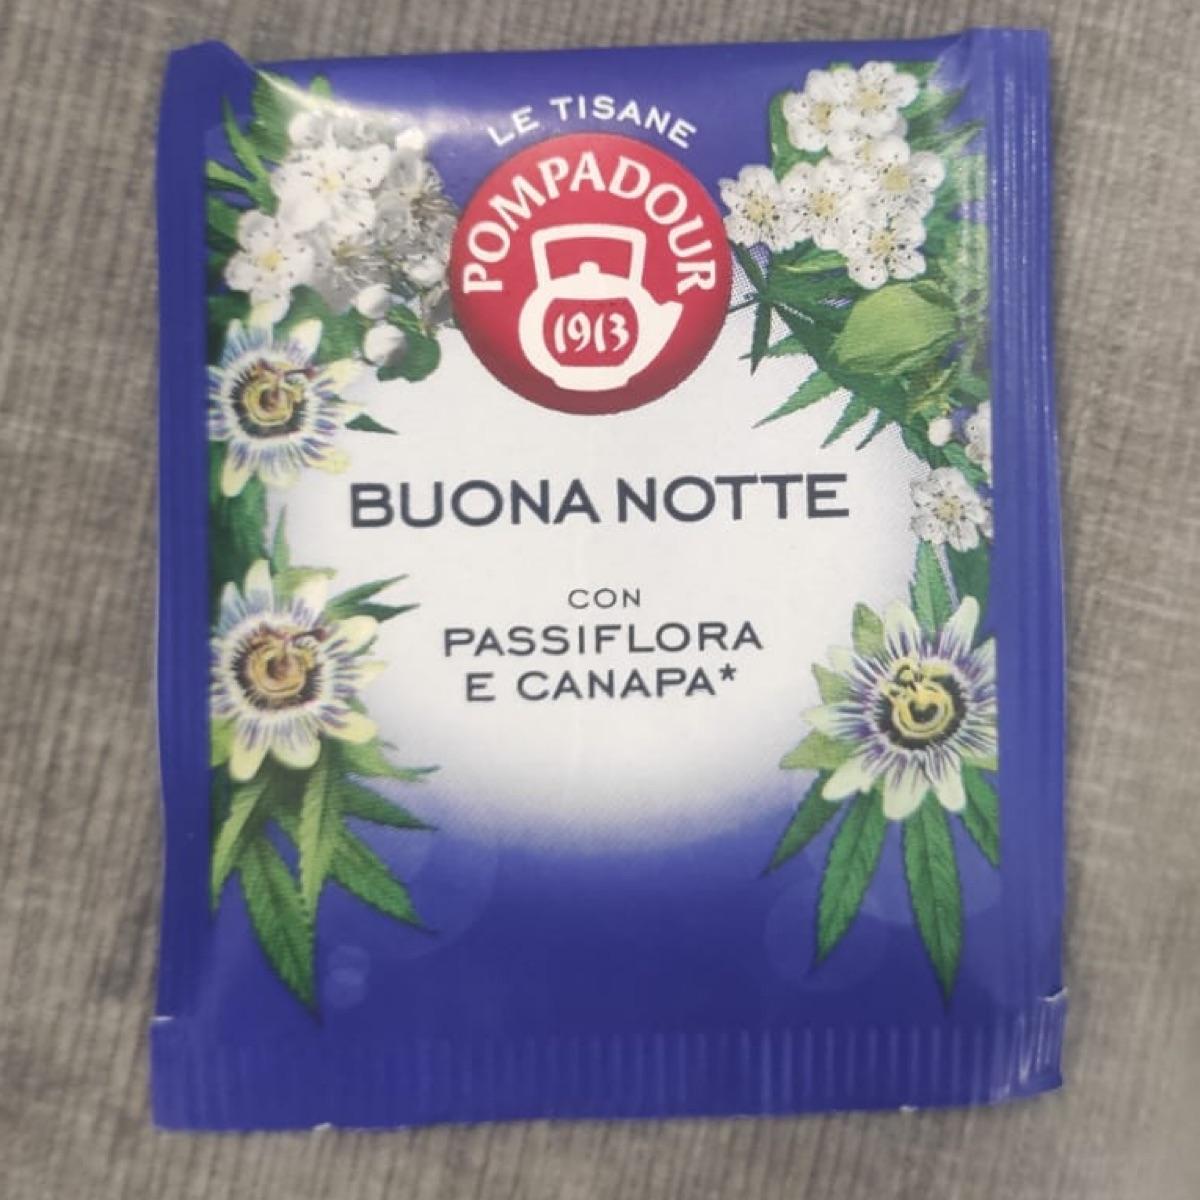 LE TISANE
POMPADOUR
1913
BUONA NOTTE
CON
PASSIFLORA
E CANAPA*